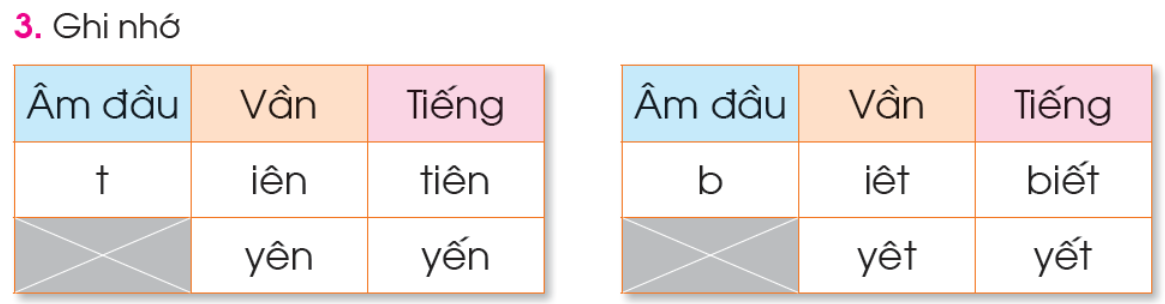 3. Ghi nhớ
Âm đầu Vần Tiếng
t iên tiên
yên yến
Âm đầu Vần Tiếng
b iêt biết
yêt yết